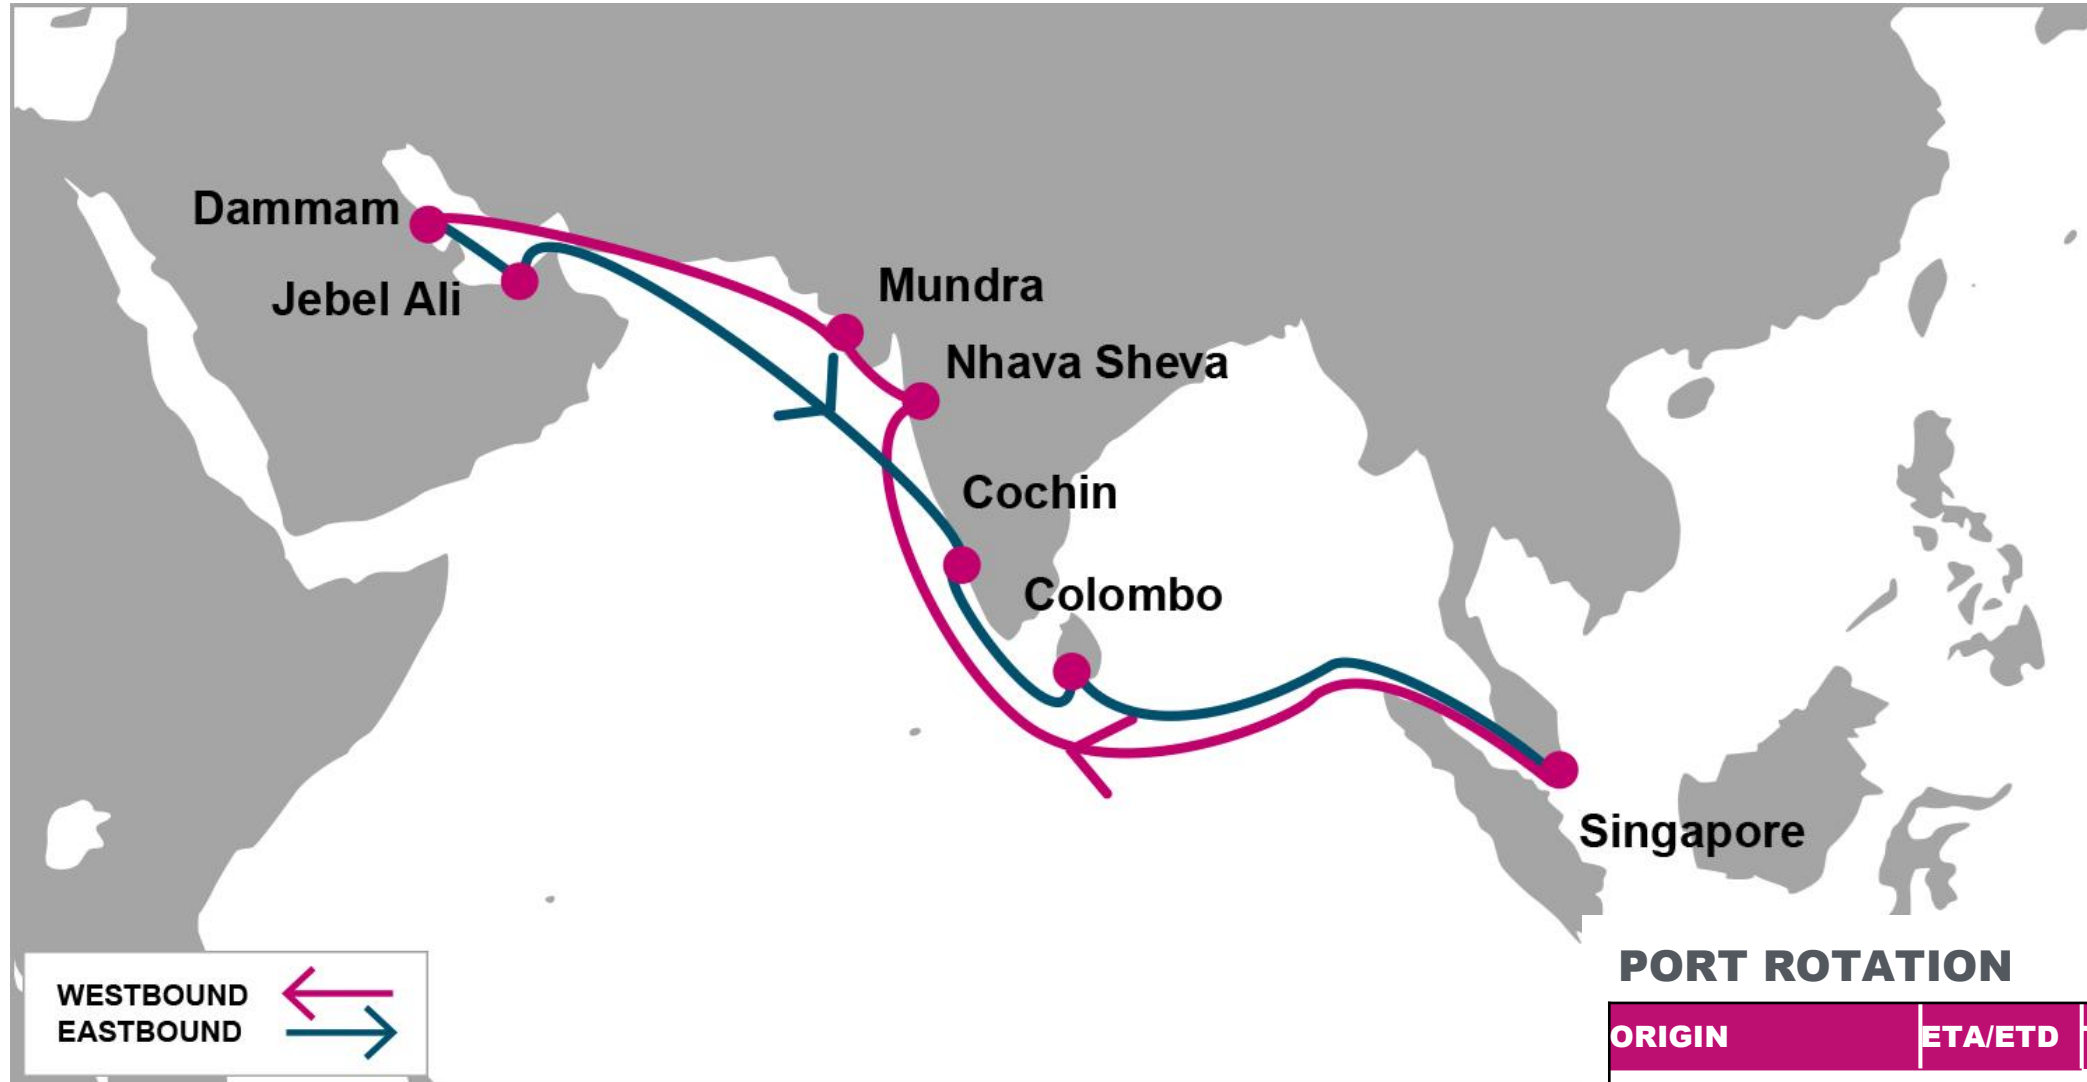 Dammam
Jebel Ali
Mundra
Nhava Sheva
Cochin
Colombo
Singapore
WESTBOUND
EASTBOUND
PORT ROTATION
ORIGIN ETA/ETD